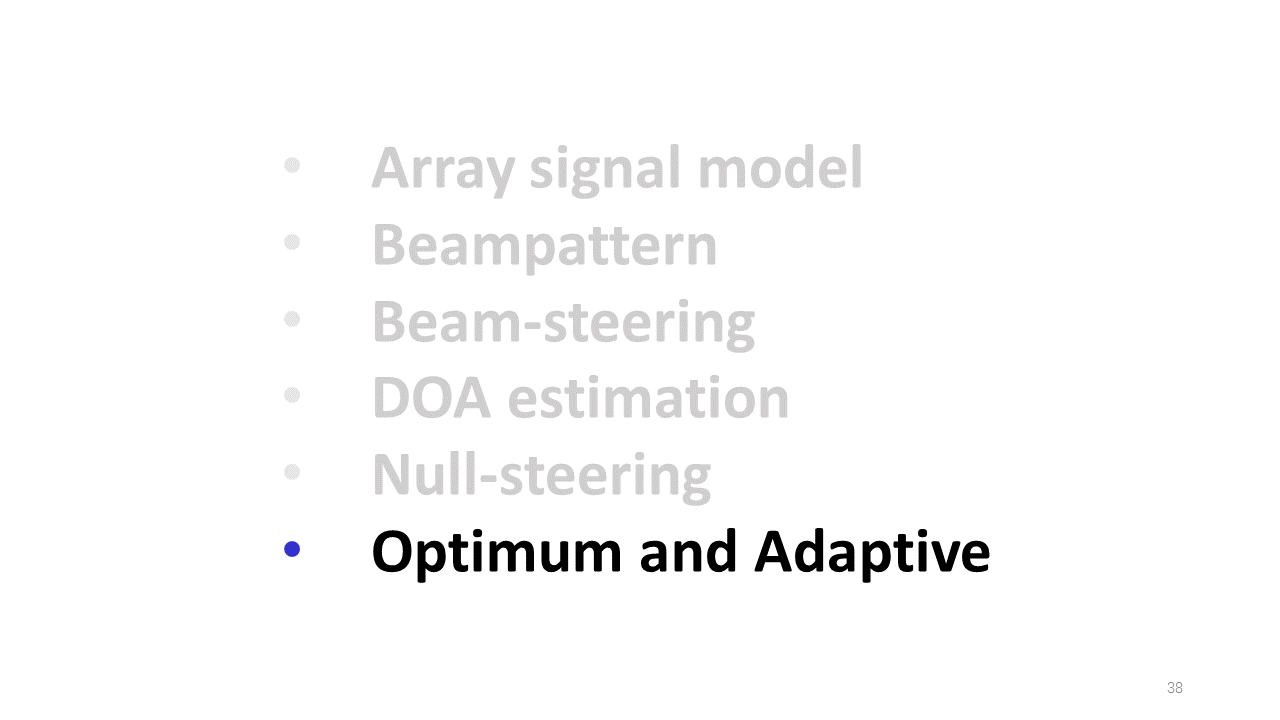 • Array signal model
• Beampattern
• Beam-steering
• DOA estimation
• Null-steering
• Optimum and Adaptive
38